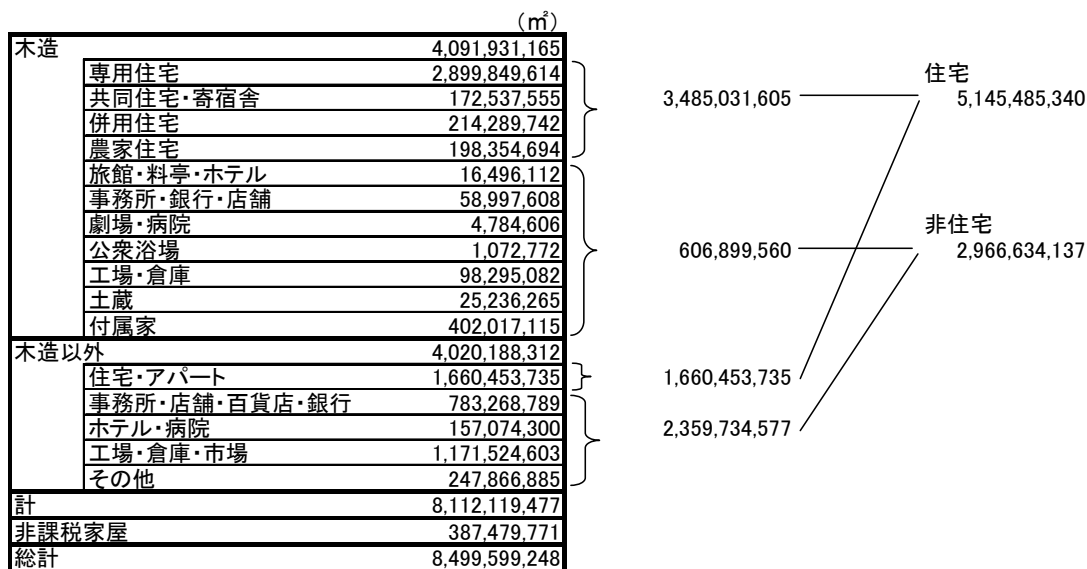 (㎡)
木造 4,091,931,165
専用住宅 2,899,849,614
共同住宅・寄宿舎 172,537,555
併用住宅 214,289,742
農家住宅 198,354,694
旅館・料亭・ホテル 16,496,112
事務所・銀行・店舗 58,997,608
劇場・病院 4,784,606
公衆浴場 1,072,772
工場・倉庫 98,295,082
土蔵 25,236,265
付属家 402,017,115
木造以外 4,020,188,312
住宅・アパート 1,660,453,735
事務所・店舗・百貨店・銀行 783,268,789
ホテル・病院 157,074,300
工場・倉庫・市場 1,171,524,603
その他 247,866,885
計 8,112,119,477
非課税家屋 387,479,771
総計 8,499,599,248
3,485,031,605
606,899,560
1,660,453,735
2,359,734,577
住宅
5,145,485,340
非住宅
2,966,634,137